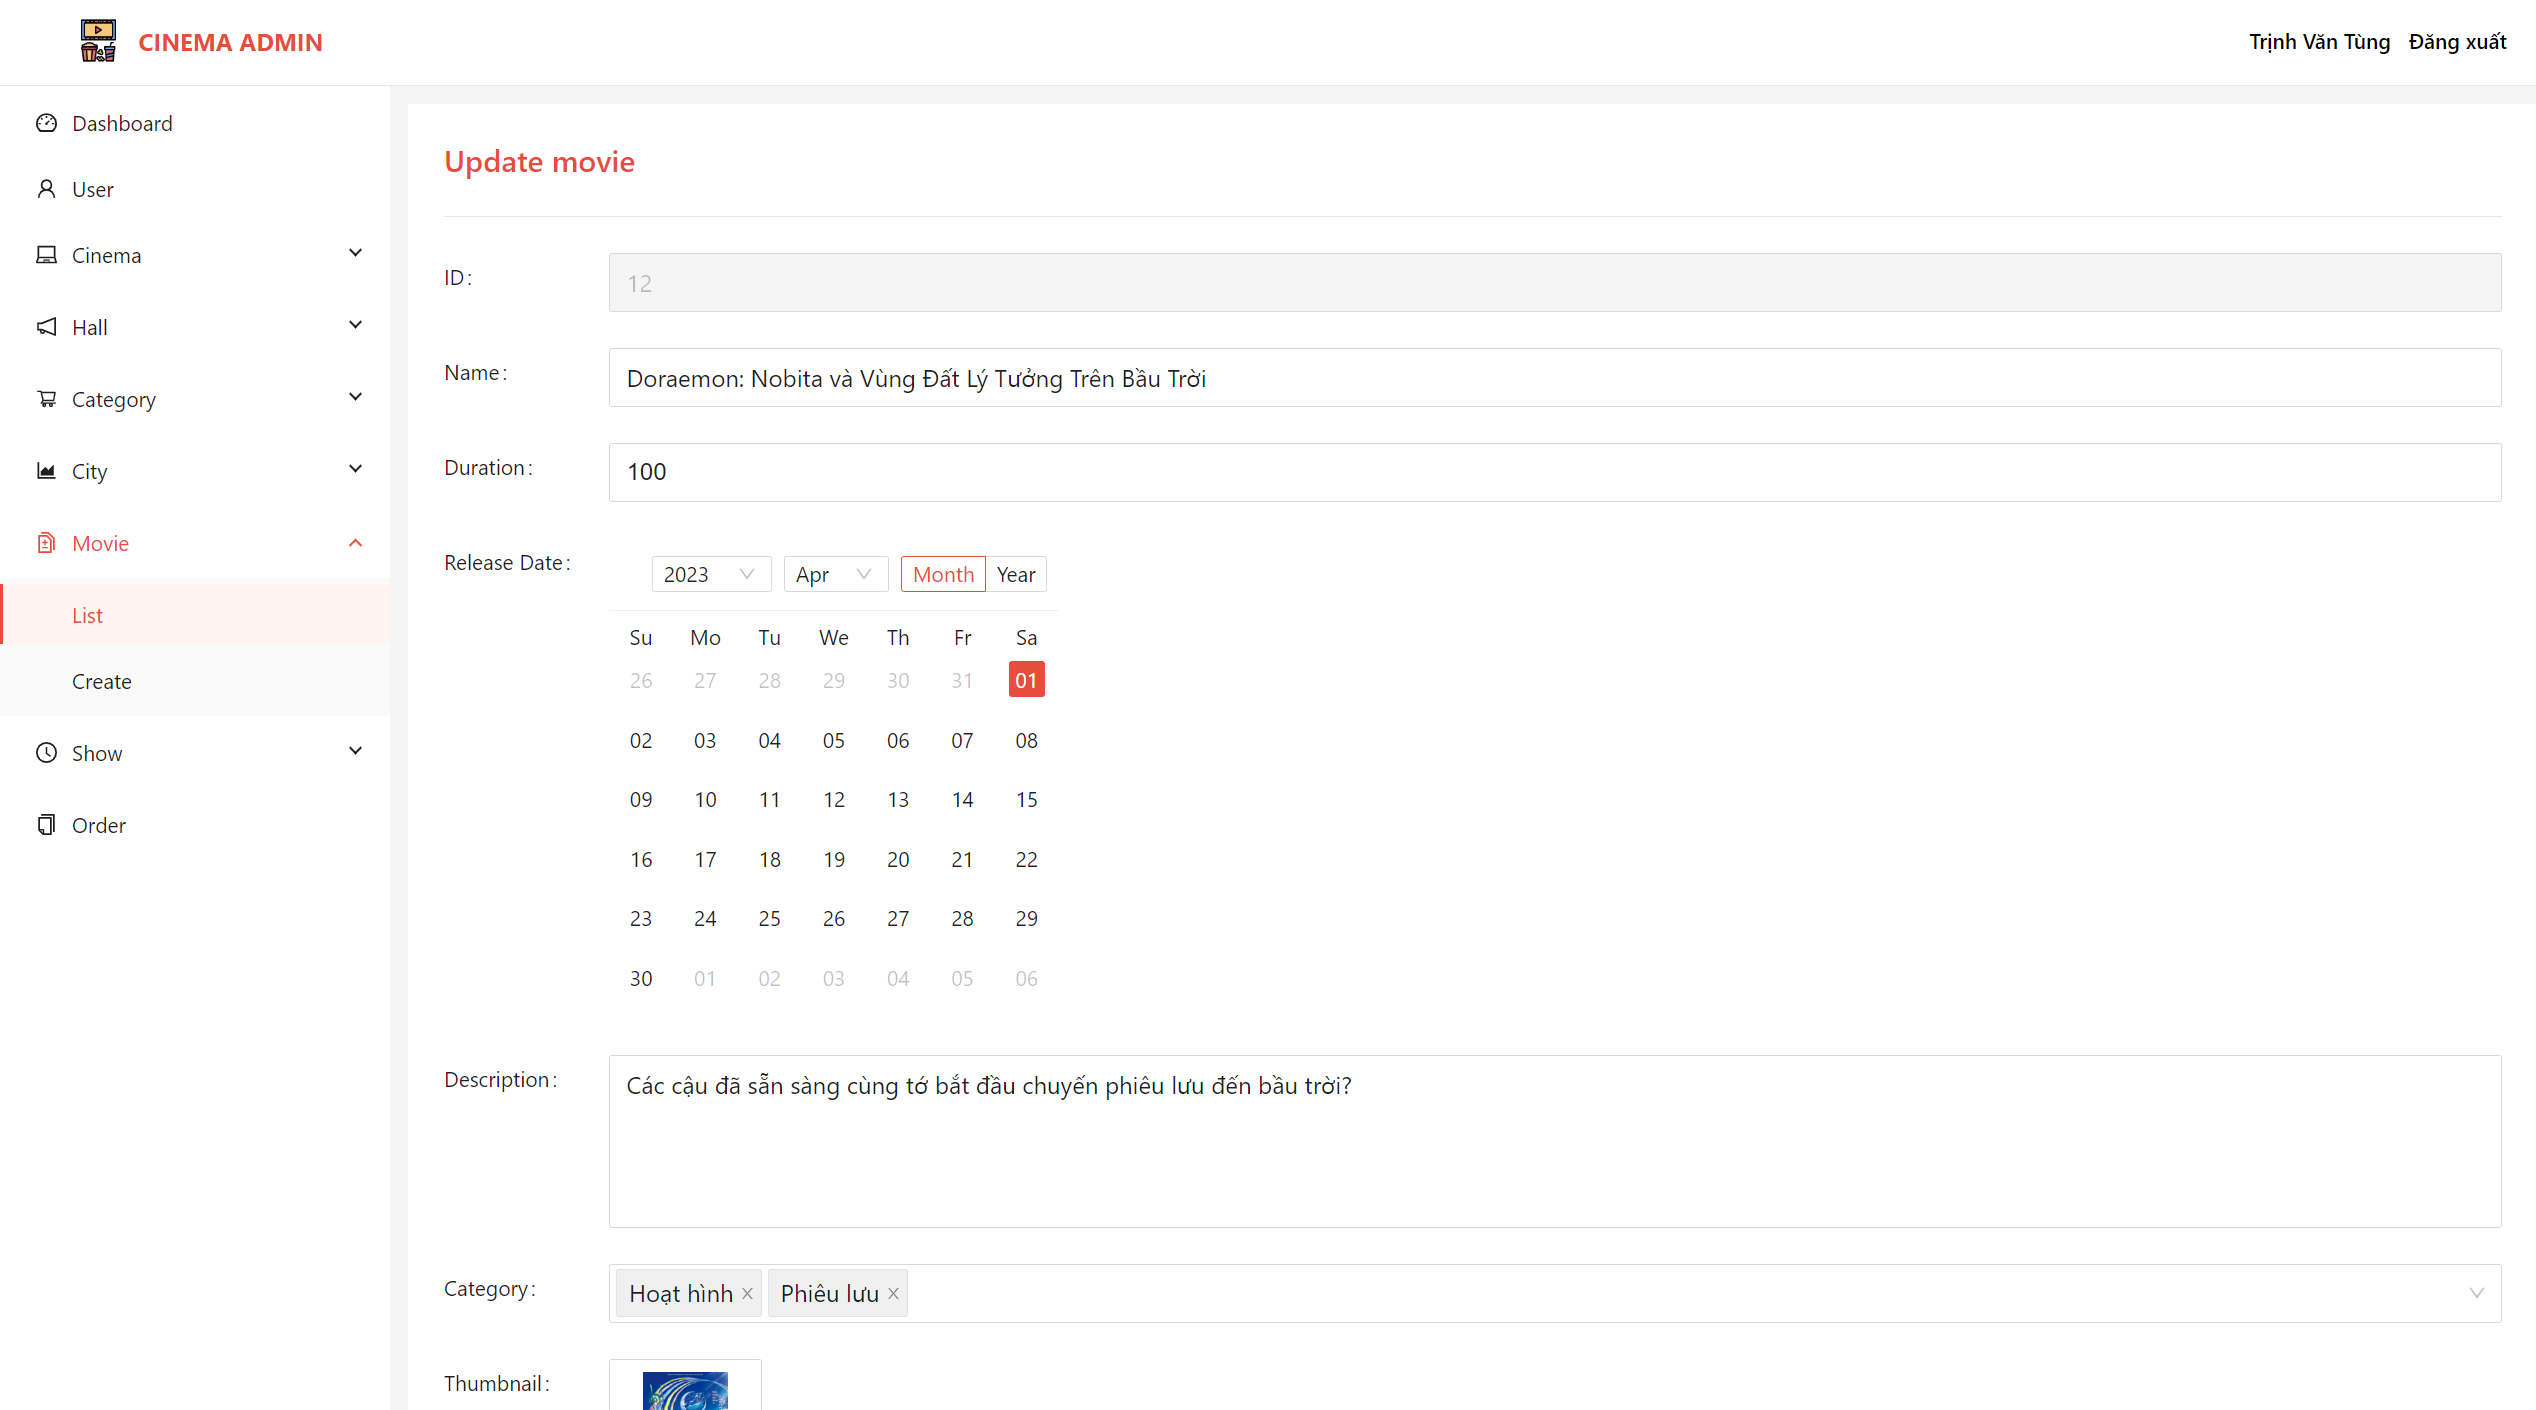 CINEMA ADMIN
Trịnh Văn Tùng Đăng xuất
Dashboard
User
Cinema
Hall
Category
City
Movie
List
Create
Show
Order
Update movie
ID:
12
Name:
Doraemon: Nobita và Vùng Đất Lý Tưởng Trên Bầu Trời
Duration:
100
Release Date:
2023 Apr Month Year
Su Mo Tu We Th Fr Sa
26 27 28 29 30 31 01
02 03 04 05 06 07 08
09 10 11 12 13 14 15
16 17 18 19 20 21 22
23 24 25 26 27 28 29
30 01 02 03 04 05 06
Description:
Các cậu đã sẵn sàng cùng tớ bắt đầu chuyến phiêu lưu đến bầu trời?
Category:
Hoạt hình Phiêu lưu
Thumbnail: